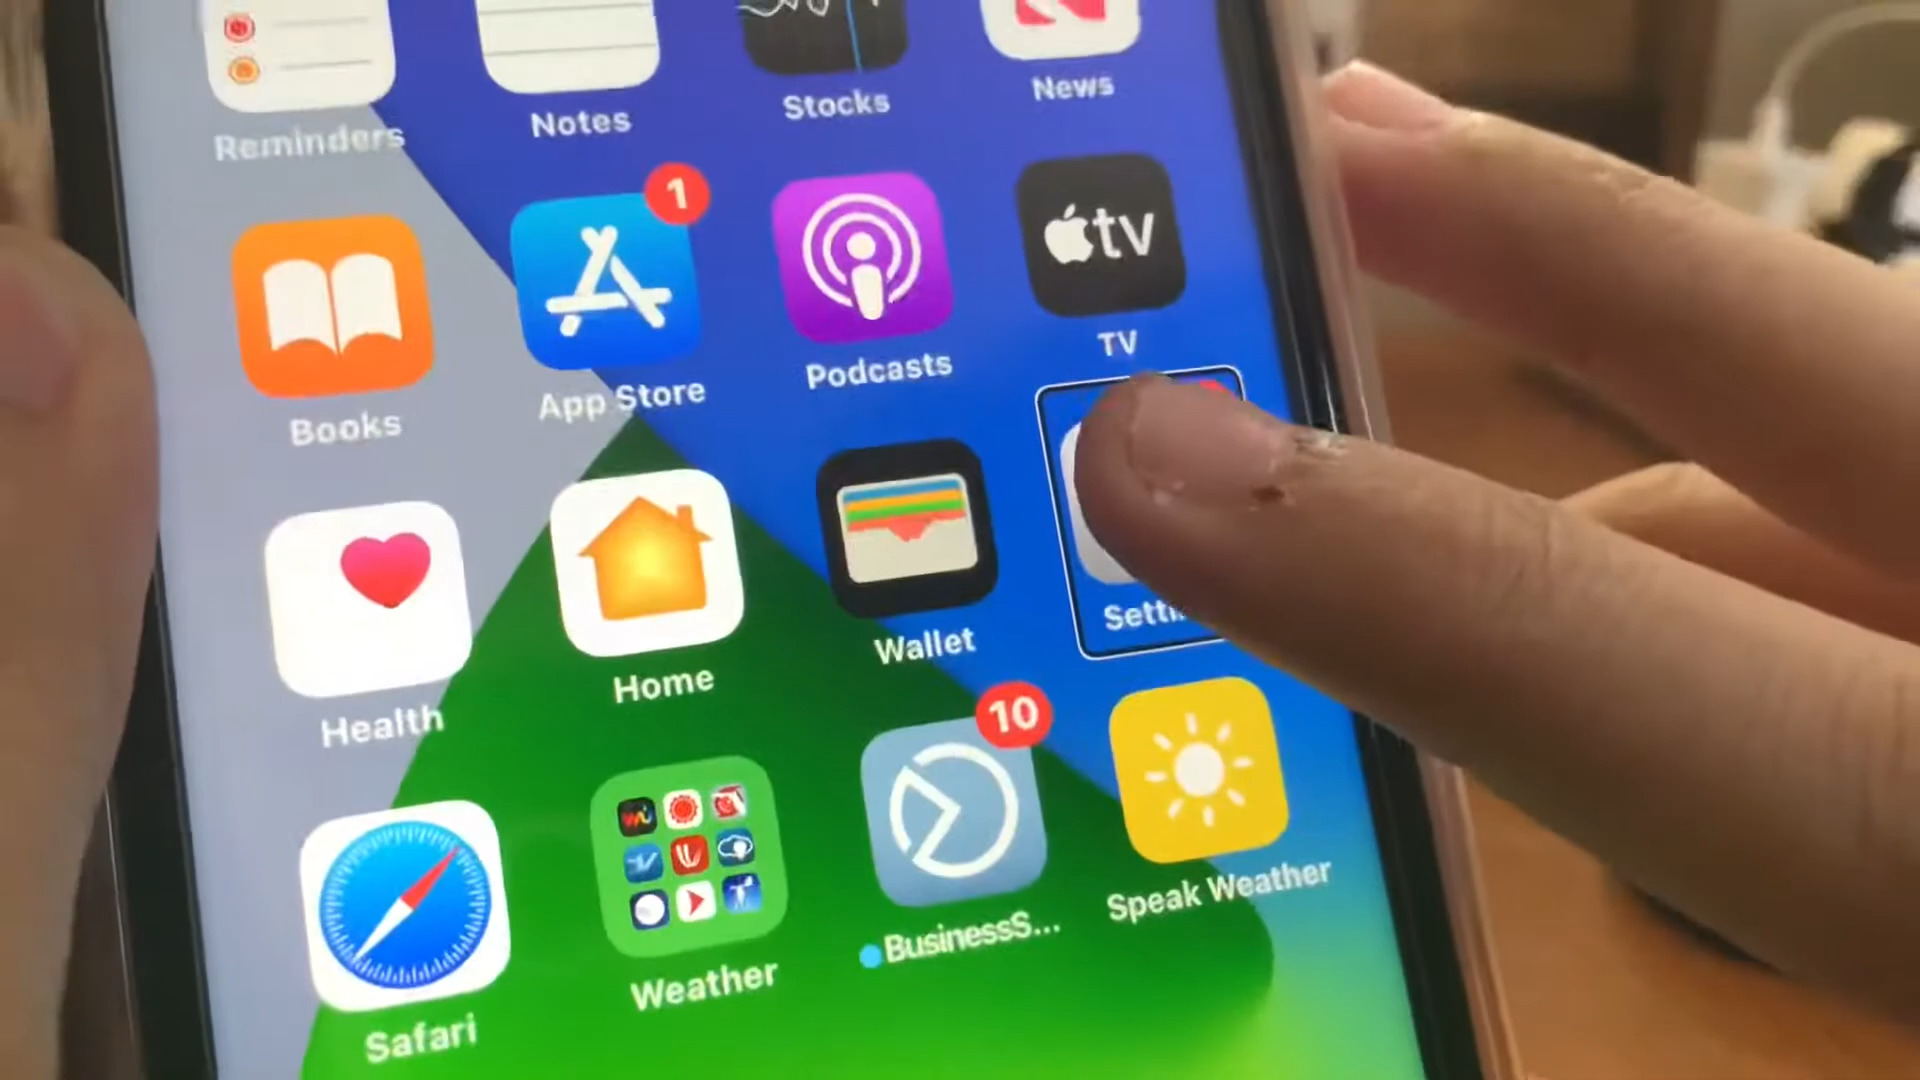 Reminders
Notes
Stocks
News
1
tv
Books
App Store
Podcasts
TV
Health
Home
Wallet
Setti
10
Safari
Weather
BusinessS...
Speak Weather